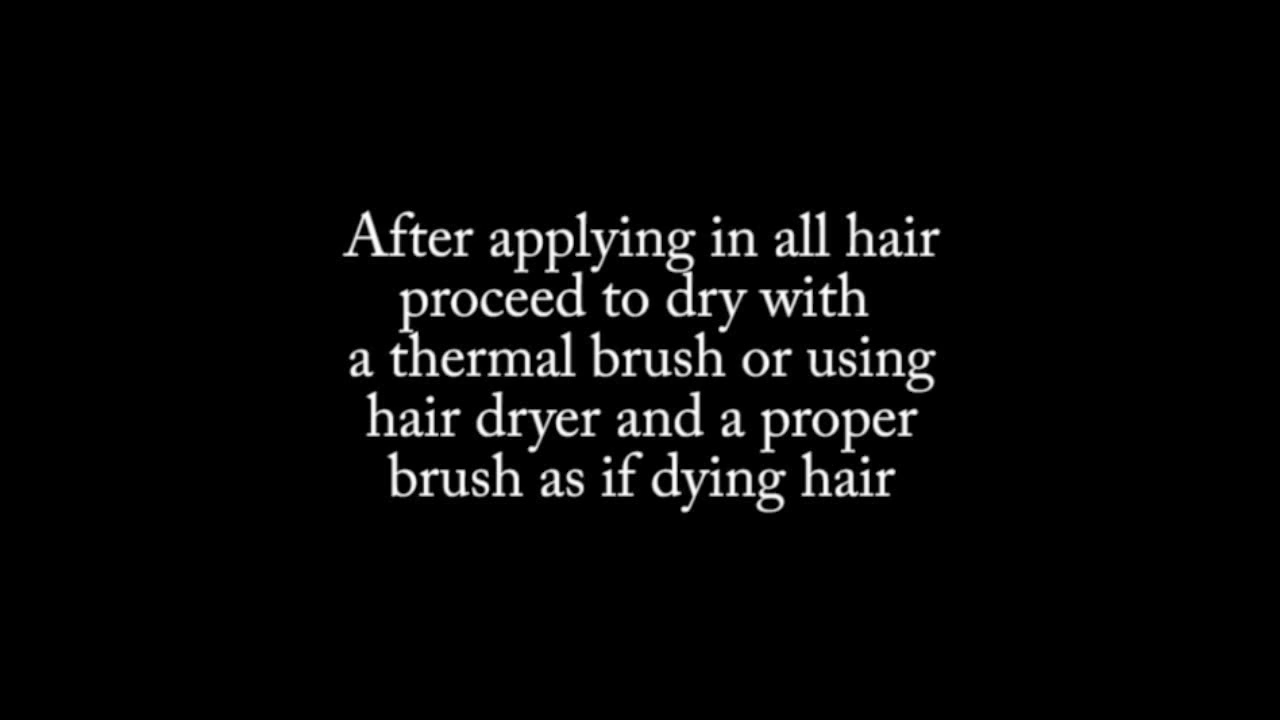 After applying in all hair
proceed to dry with
a thermal brush or using
hair dryer and a proper
brush as if dying hair